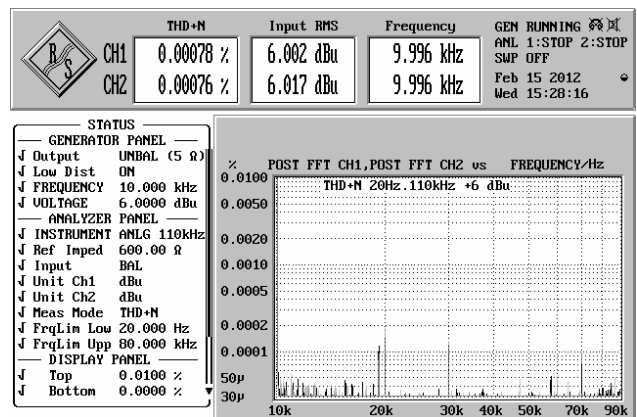 THD+N Input RMS Frequency
R&S
CH1 0.00078 % 6.002 dBu 9.996 kHz
CH2 0.00076 % 6.017 dBu 9.996 kHz
GEN RUNNING
ANL 1:STOP 2:STOP
SWP OFF
Feb 15 2012
Wed 15:28:16
STATUS
GENERATOR PANEL
√ Output UNBAL (5 Ω)
√ Low Dist ON
√ FREQUENCY 10.000 kHz
√ VOLTAGE 6.0000 dBu
ANALYZER PANEL
√ INSTRUMENT ANLG 110kHz
√ Ref Imped 600.00 Ω
√ Input BAL
√ Unit Ch1 dBu
√ Unit Ch2 dBu
√ Meas Mode THD+N
√ FrqLim Low 20.000 Hz
√ FrqLim Upp 80.000 kHz
DISPLAY PANEL
√ Top 0.0100 %
√ Bottom 0.0000 %
% POST FFT CH1,POST FFT CH2 vs FREQUENCY/Hz
THD+N 20Hz.110kHz +6 dBu
0.0100
0.0050
0.0020
0.0010
0.0005
0.0002
0.0001
50µ
30µ
10k 20k 30k 40k 50k 70k 90k